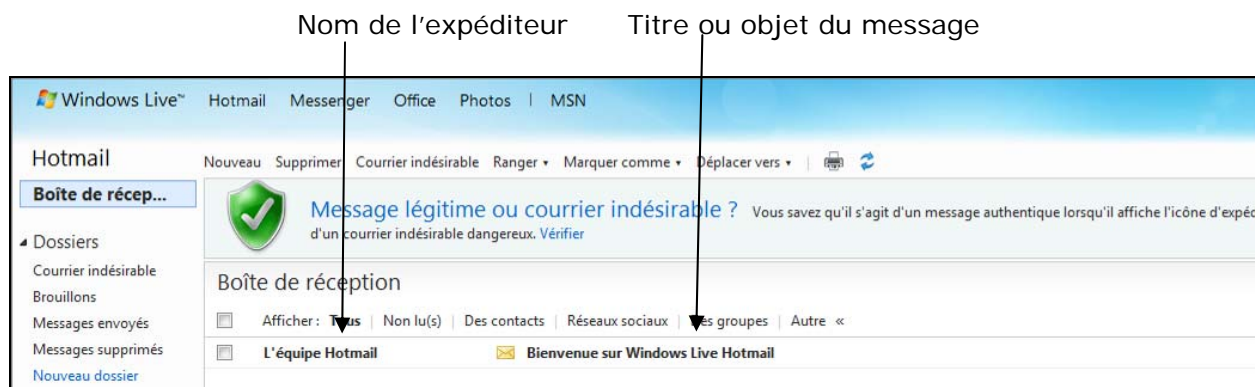 Nom de l’expéditeur Titre ou objet du message
Windows Live™ Hotmail Messenger Office Photos | MSN
Hotmail
Nouveau Supprimer Courrier indésirable Ranger Marquer comme Déplacer vers
Boîte de récep...
Message légitime ou courrier indésirable ? Vous savez qu'il s'agit d'un message authentique lorsqu'il affiche l'icône d'expéd
d'un courrier indésirable dangereux. Vérifier
Dossiers
Courrier indésirable
Brouillons
Messages envoyés
Messages supprimés
Nouveau dossier
Boîte de réception
Afficher : Tous | Non lu(s) | Des contacts | Réseaux sociaux | Des groupes | Autre «
L'équipe Hotmail Bienvenue sur Windows Live Hotmail